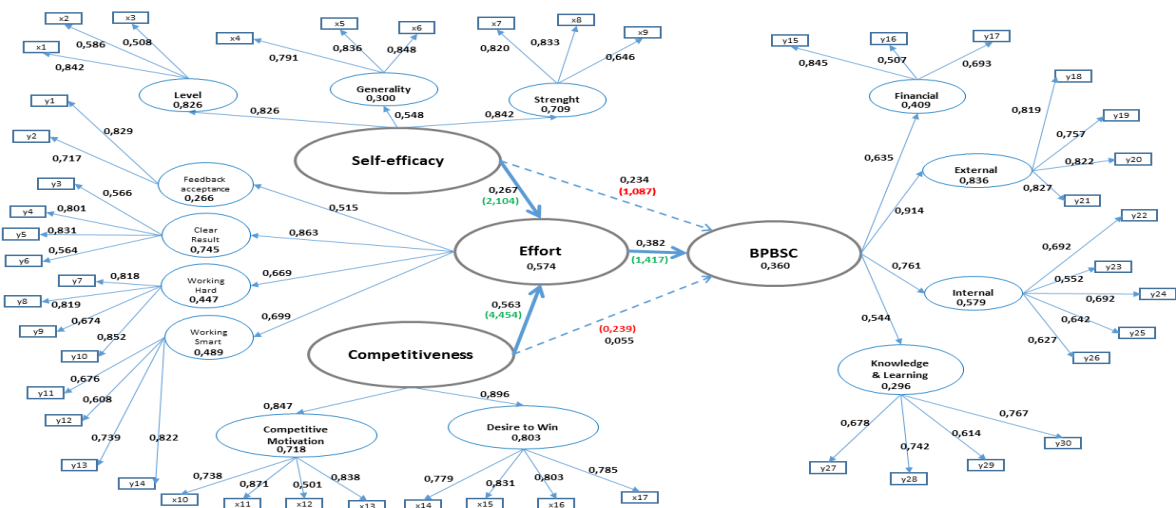 x2
x3
x1
0,586
0,508
0,842
Level
0,826
x5
x6
x4
0,836
0,848
0,791
Generality
0,300
x7
x8
x9
0,820
0,833
0,646
Strenght
0,709
0,826
0,548
0,842
Self-efficacy
y1
y2
0,829
0,717
Feedback
acceptance
0,266
y3
y4
y5
y6
0,566
0,801
0,831
0,564
Clear
Result
0,745
y7
y8
y9
y10
0,818
0,819
0,674
0,852
Working
Hard
0,447
y11
y12
y13
y14
0,676
0,608
0,739
0,822
Working
Smart
0,489
0,515
0,863
0,669
0,699
0,267
(2,104)
0,234
(1,087)
Effort
0,574
0,382
(1,417)
BPBSC
0,360
0,563
(4,454)
(0,239)
0,055
Competitiveness
0,847
0,896
Competitive
Motivation
0,718
Desire to Win
0,803
0,738
0,871
0,501
0,838
x10
x11
x12
x13
0,779
0,831
0,803
0,785
x14
x15
x16
x17
y15
y16
y17
0,845
0,507
0,693
Financial
0,409
0,635
y18
y19
y20
y21
0,819
0,757
0,822
0,827
External
0,836
0,914
y22
y23
y24
y25
y26
0,692
0,552
0,692
0,642
0,627
Internal
0,579
0,761
0,544
Knowledge
& Learning
0,296
0,678
0,742
0,614
0,767
y27
y28
y29
y30